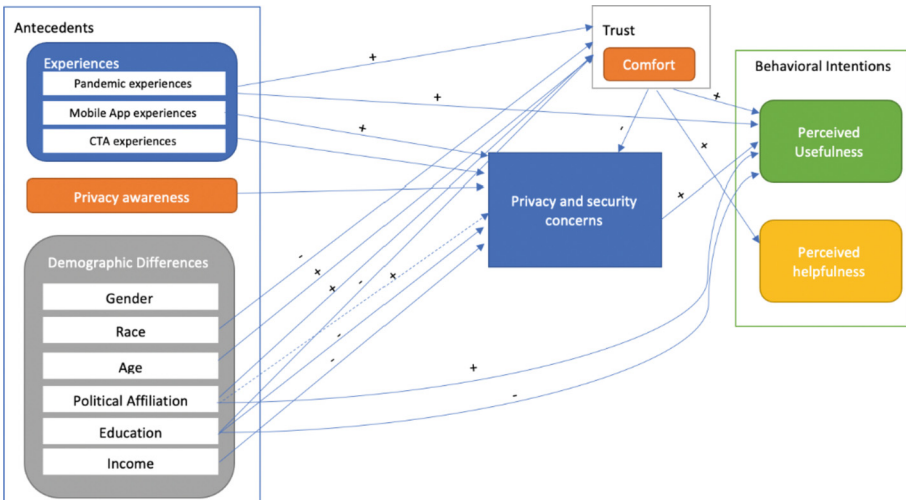 Antecedents
Experiences
Pandemic experiences
Mobile App experiences
CTA experiences
Privacy awareness
Demographic Differences
Gender
Race
Age
Political Affiliation
Education
Income
Trust
Comfort
Privacy and security
concerns
Behavioral Intentions
Perceived
Usefulness
Perceived
helpfulness
+
+
+
+
-
+
+
-
+
+
-
+
-
-
+
-